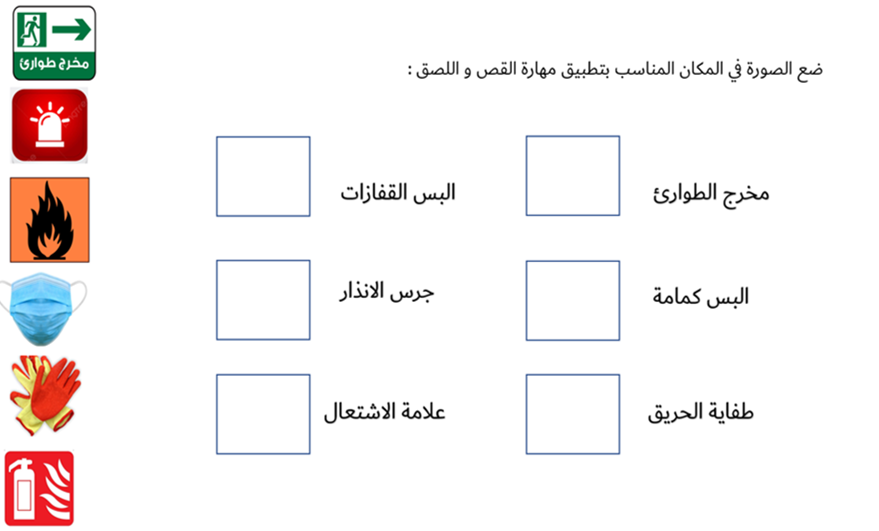 ضع الصورة في المكان المناسب بتطبيق مهارة القص و اللصق :
مخرج الطوارئ
البس القفازات
البس كمامة
جرس الانذار
طفاية الحريق
علامة الاشتعال
مخرج طوارئ